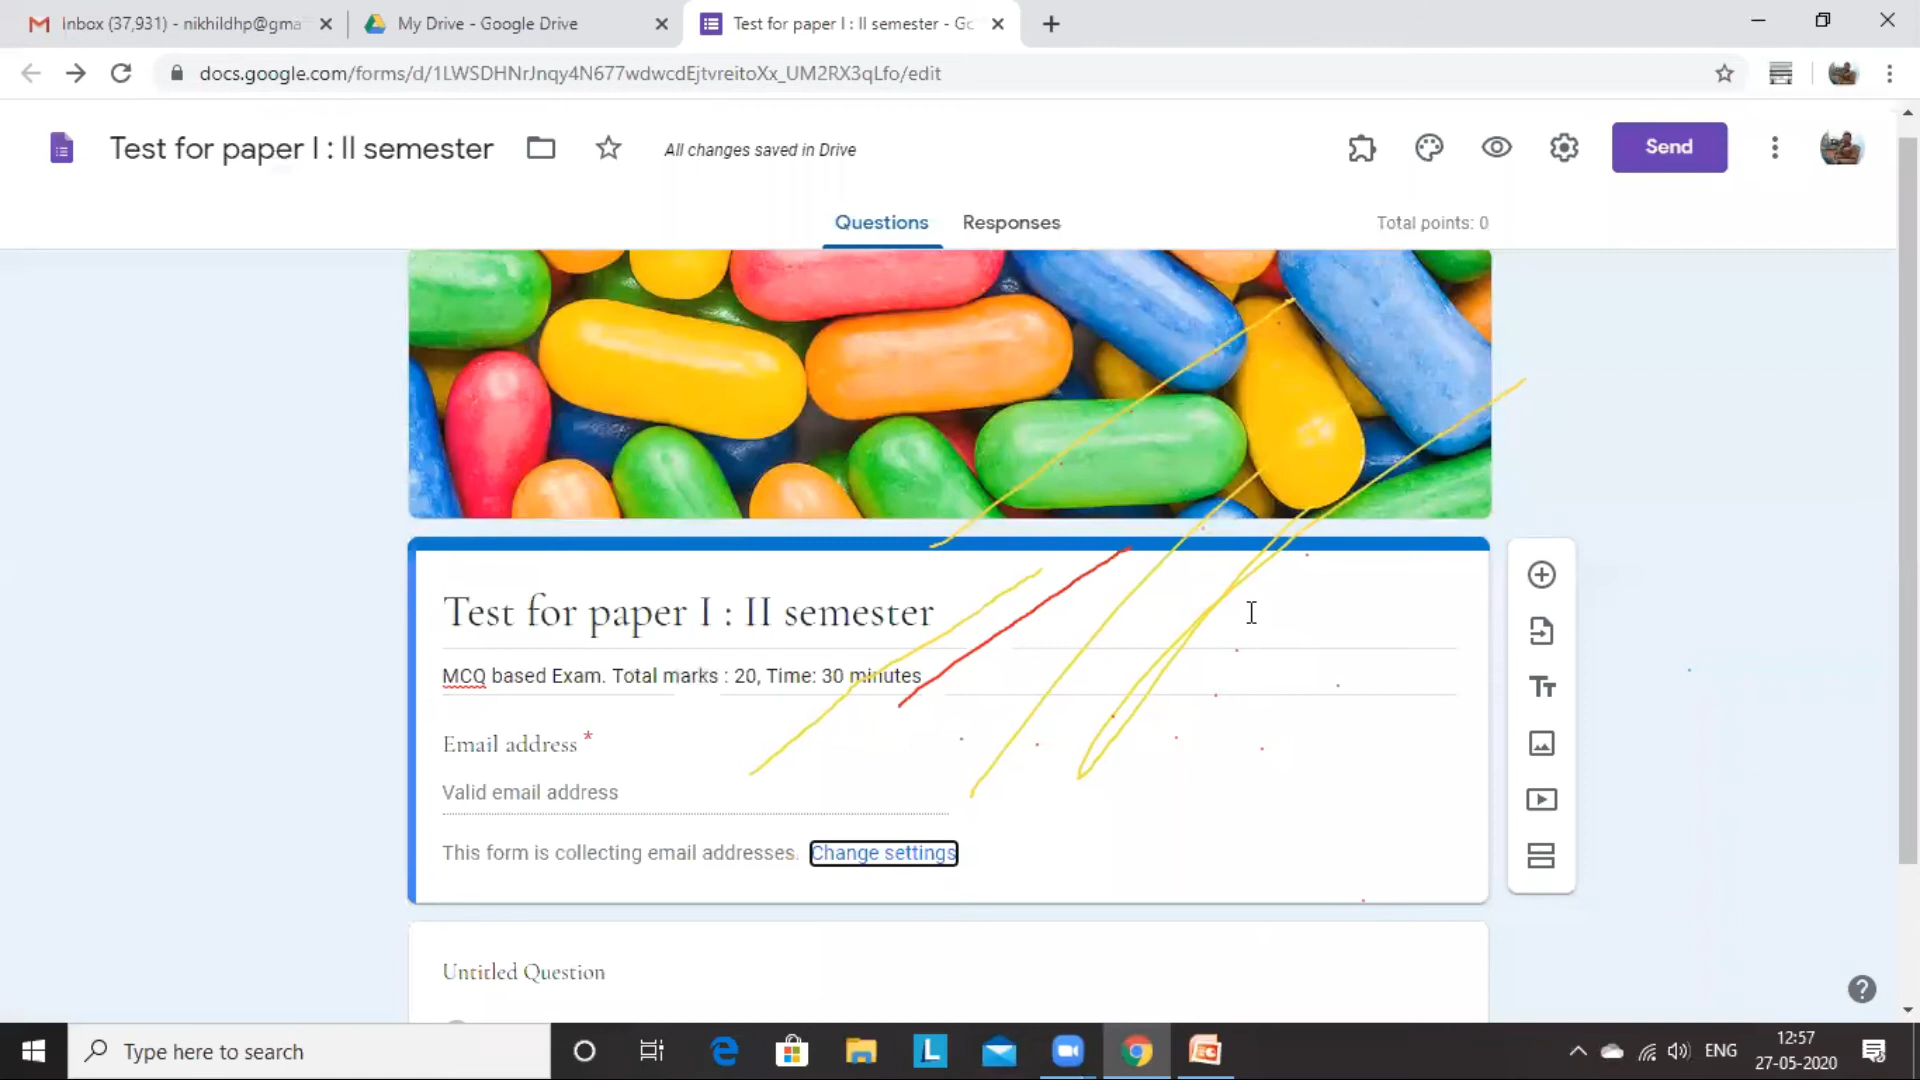 Inbox (37,931) - nikhildhp@gma
My Drive - Google Drive
Test for paper I : II semester - Gc
docs.google.com/forms/d/1LWSDHNrJnqy4N677wdwcdEjtvreitoXx_UM2RX3qLfo/edit
Test for paper I : II semester
All changes saved in Drive
Send
Questions
Responses
Total points: 0
Test for paper I : II semester
MCQ based Exam. Total marks : 20, Time: 30 minutes
Email address *
Valid email address
This form is collecting email addresses. Change settings
Untitled Question
Type here to search
ENG
12:57
27-05-2020